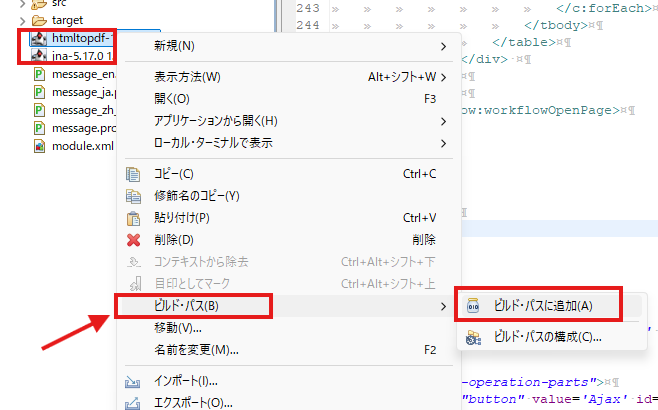 src
target
htmltopdf-1
jna-5.17.0 1
message_en.
message_ja.p
message_zh_
message.pro
module.xml
新規(N)
表示方法(W) Alt+シフト+W
開く(O) F3
アプリケーションから開く(H)
ローカル・ターミナルで表示
コピー(C) Ctrl+C
修飾名のコピー(Y)
貼り付け(P) Ctrl+V
削除(D) 削除
コンテキストから除去 Ctrl+Alt+シフト+下
目印としてマーク Ctrl+Alt+シフト+上
ビルド・パス(B)
移動(V)...
名前を変更(M)... F2
インポート(I)...
エクスポート(O)...
ビルド・パスに追加(A)
ビルド・パスの構成(C)...
243 » » » » » » </c:forEach>¤¶
244 » » » » » </tbody>¤¶
» </table>¤¶
</div> ¶
ow:workflowOpenPage>¤¶
¶
-operation-parts">¤¶
"button" value='Ajax' id=